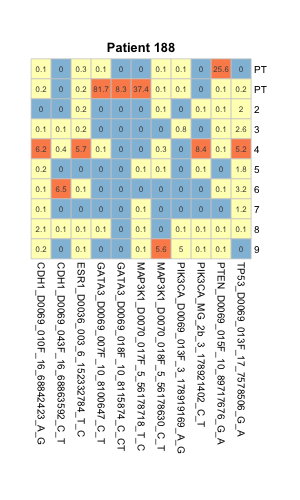 Patient 188
0.1 0 0.3 0.1 0 0 0.1 0.1 0 25.6 0 PT
0.2 0 0.2 81.7 8.3 37.4 0.1 0 0 0.1 0.2 PT
0 0 0.2 0 0 0 0.1 0 0.1 0.1 2 2
0.1 0.1 0.2 0 0 0 0 0.8 0 0.1 2.6 3
6.2 0.4 5.7 0.1 0 0 0.1 0 8.4 0.1 5.2 4
0.2 0 0.1 0 0 0.1 0.1 0 0.1 0 1.8 5
0.1 6.5 0.1 0 0 0 0 0 0.1 0.1 3.2 6
0.1 0 0 0 0 0 0 0 0 0 1.2 7
2.1 0 0.1 0.1 0.1 0.1 0.3 0.1 0.1 0.1 0.1 8
0.2 0 0.1 0 0 0.1 5.6 5 0.1 0 0.1 9
CDH1_D0069_010F_16_68842423_A_G
CDH1_D0069_043F_16_68863592_C_T
ESR1_D0036_003_6_152332784_T_C
GATA3_D0069_007F_10_8100647_C_T
GATA3_D0069_018F_10_8115874_C_CT
MAP3K1_D0070_017F_5_56178718_T_C
MAP3K1_D0070_018F_5_56178630_C_T
PIK3CA_D0069_013F_3_178919169_A_G
PIK3CA_MG_2b_3_178921402_C_T
PTEN_D0069_015F_10_89717676_G_A
TP53_D0069_013F_17_7578506_G_A